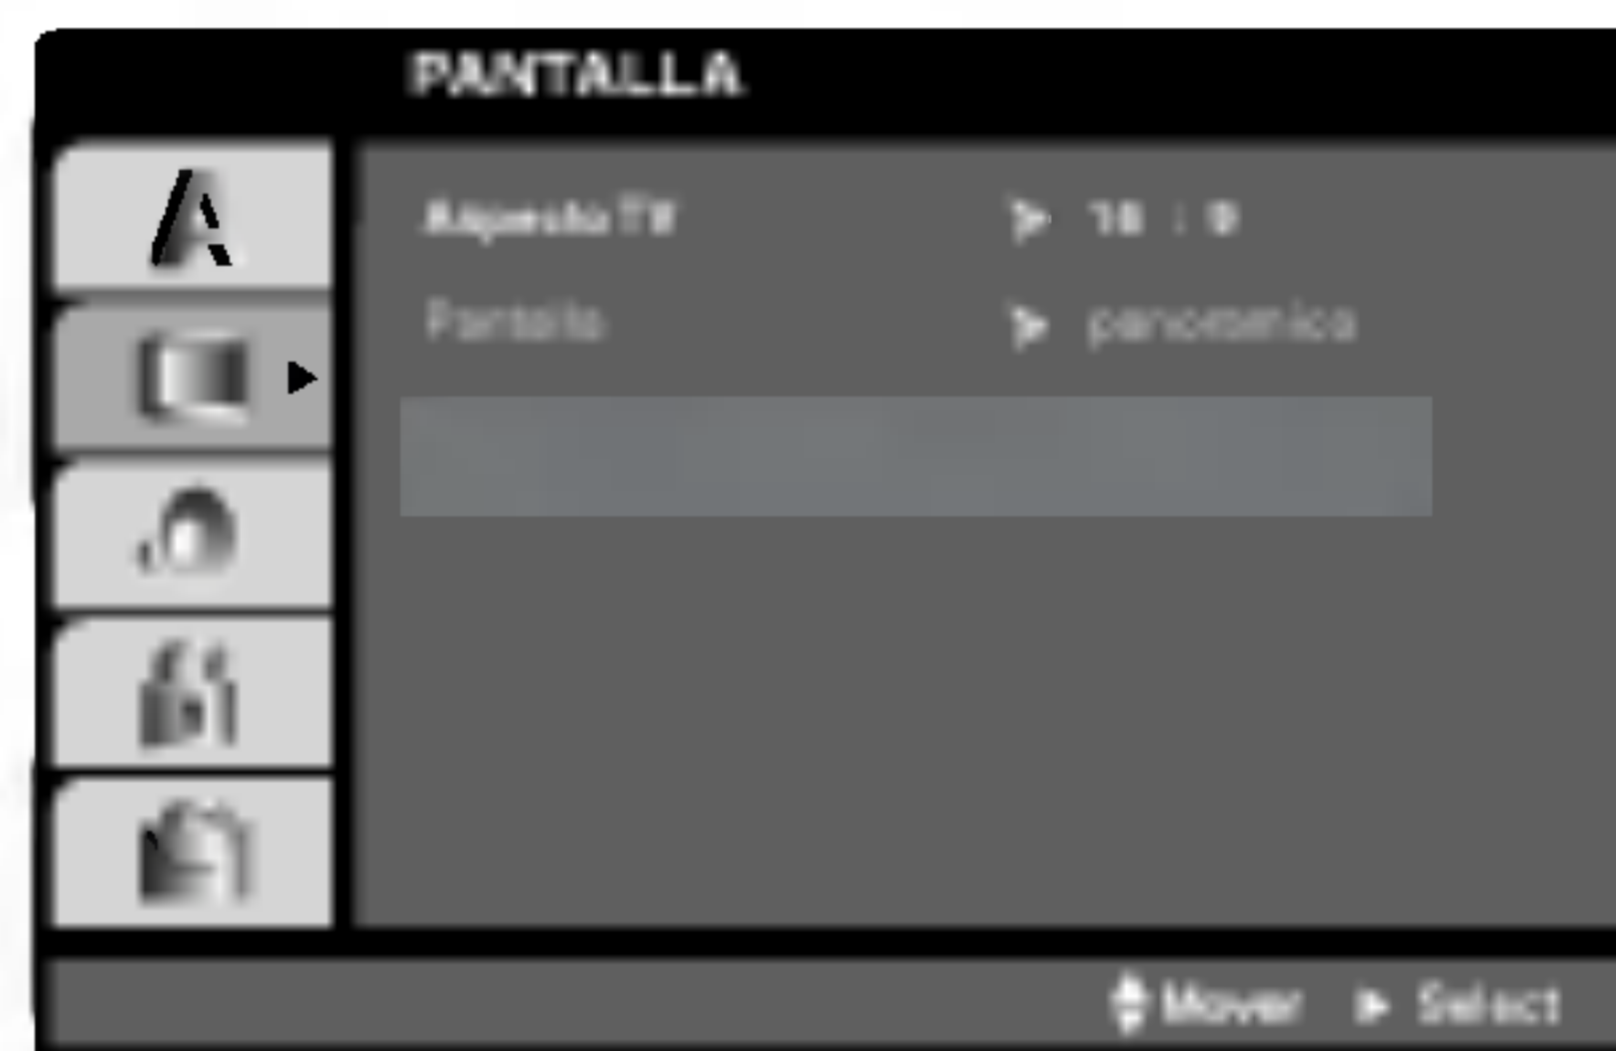 PANTALLA
A
Aspecto TV 16 : 9
Pantalla panoramica
Mover Select